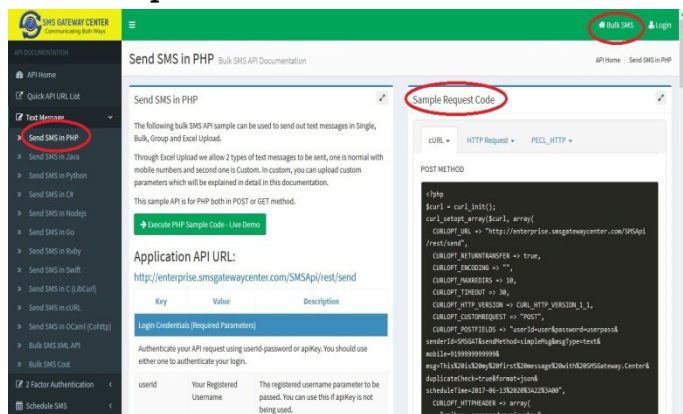 SMS GATEWAY CENTER
Communicating Both Ways
Bulk SMS
Login
API DOCUMENTATION
API Home
Quick API URL List
Text Message
» Send SMS in PHP
» Send SMS in Java
» Send SMS in Python
» Send SMS in C#
» Send SMS in Nodejs
» Send SMS in Go
» Send SMS in Ruby
» Send SMS in Swift
» Send SMS in C (LibCurl)
» Send SMS in cURL
» Send SMS in OCaml (Cohttp)
» Bulk SMS XML API
» Bulk SMS Cost
2 Factor Authentication
Schedule SMS
Send SMS in PHP Bulk SMS API Documentation
API Home Send SMS in PHP
Send SMS in PHP
The following bulk SMS API sample can be used to send out text messages in Single,
Bulk, Group and Excel Upload.
Through Excel Upload we allow 2 types of text messages to be sent, one is normal with
mobile numbers and second one is Custom. In custom, you can upload custom
parameters which will be explained in detail in this documentation.
This sample API is for PHP both in POST or GET method.
Execute PHP Sample Code - Live Demo
Application API URL:
http://enterprise.smsgatewaycenter.com/SMSApi/rest/send
Key Value Description
Login Credentials (Required Parameters)
Authenticate your API request using userid-password or apiKey. You should use
either one to authenticate your login.
userid Your Registered The registered username parameter to be
Username passed. You can use this if apiKey is not
being used.
Sample Request Code
cURL HTTP Request PECL_HTTP
POST METHOD
<?php
$curl = curl_init();
curl_setopt_array($curl, array(
CURLOPT_URL => "http://enterprise.smsgatewaycenter.com/SMSApi
/rest/send",
CURLOPT_RETURNTRANSFER => true,
CURLOPT_ENCODING => "",
CURLOPT_MAXREDIRS => 10,
CURLOPT_TIMEOUT => 30,
CURLOPT_HTTP_VERSION => CURL_HTTP_VERSION_1_1,
CURLOPT_CUSTOMREQUEST => "POST",
CURLOPT_POSTFIELDS => "userId=user&password=userpass&
senderId=SMSGAT&sendMethod=simpleMsg&msgType=text&
mobile=9199999999999&
msg=This%20is%20my%20first%20message%20with%20SMSGateway.Center&
duplicateCheck=true&format=json&
scheduleTime=2017-06-13%2020%3A22%3A00",
CURLOPT_HTTPHEADER => array(